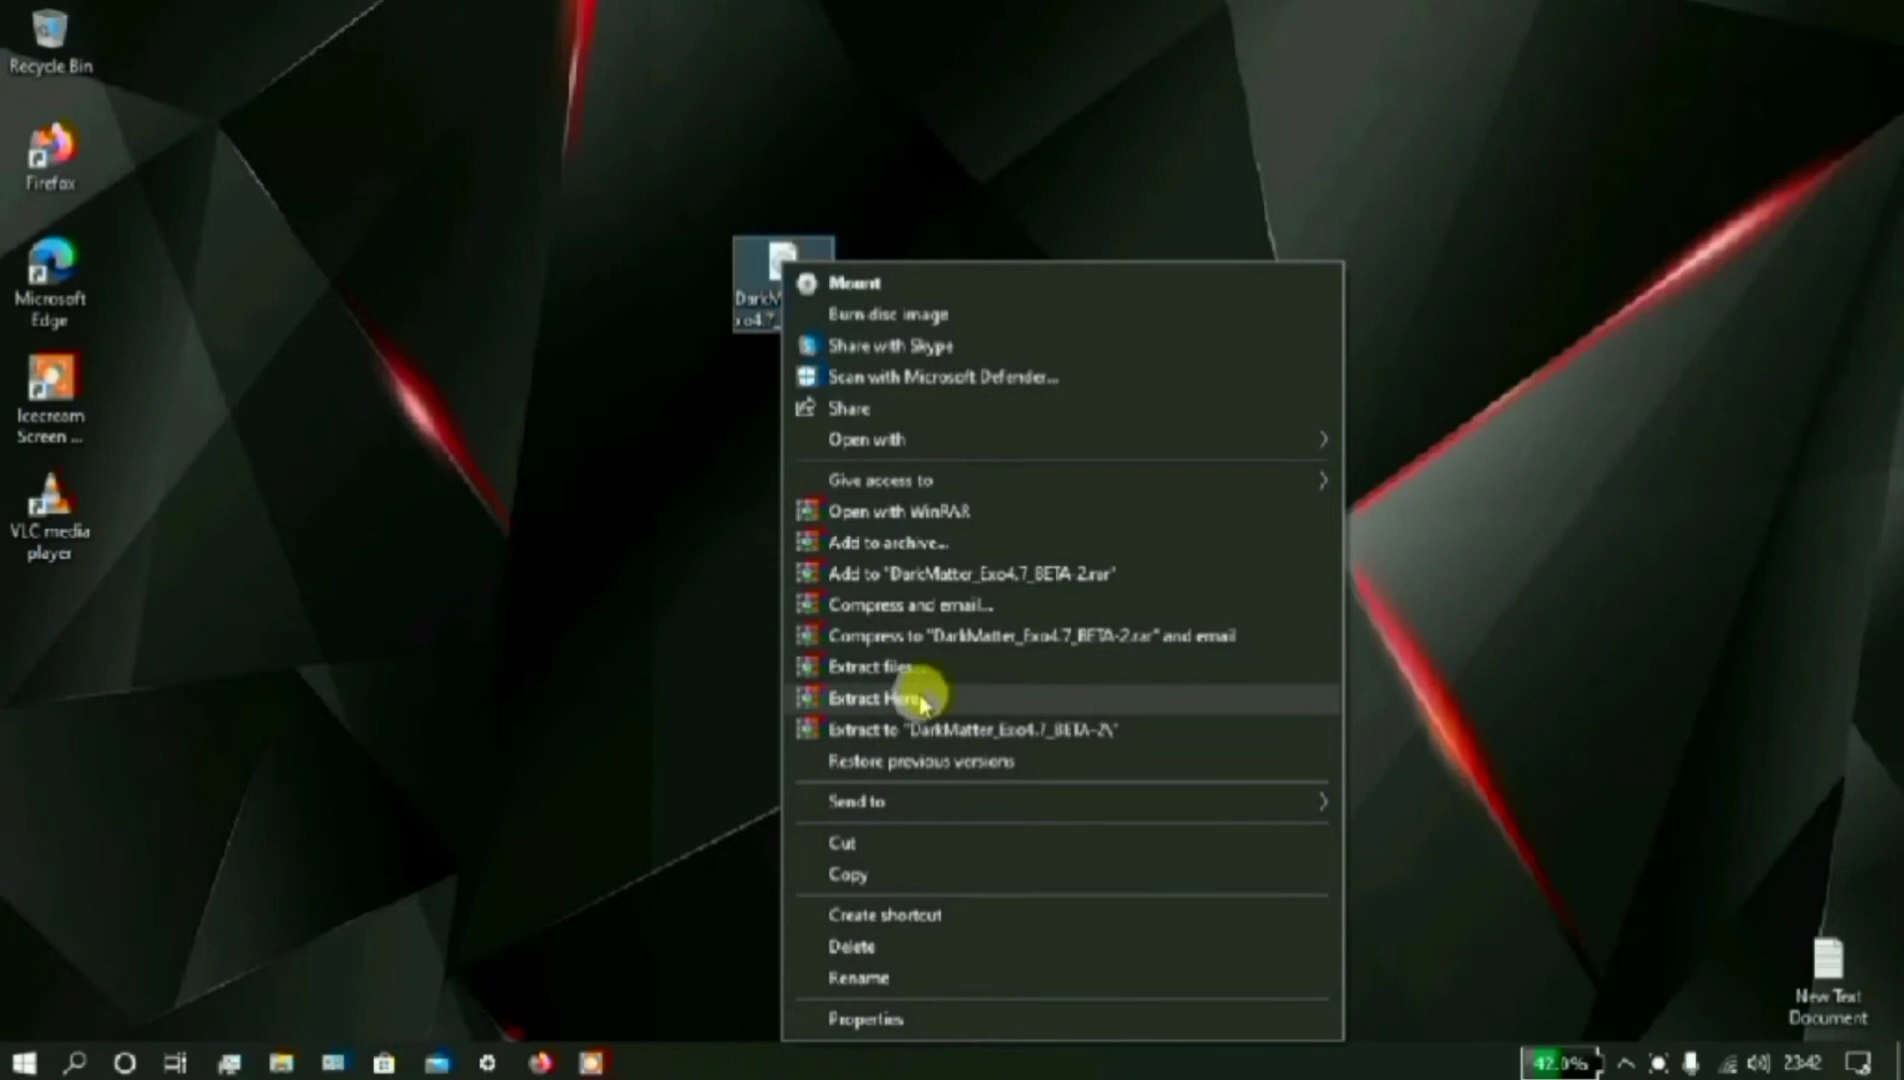 Recycle Bin
Firefox
Microsoft
Edge
Icecream
Screen ...
VLC media
player
Mount
Burn disc image
Share with Skype
Scan with Microsoft Defender...
Share
Open with
Give access to
Open with WinRAR
Add to archive...
Add to "DarkMatter_Exo4.7_BETA-2.rar"
Compress and email...
Compress to "DarkMatter_Exo4.7_BETA-2.rar" and email
Extract files...
Extract Here
Extract to "DarkMatter_Exo4.7_BETA-2\"
Restore previous versions
Send to
Cut
Copy
Create shortcut
Delete
Rename
Properties
New Text
Document
42.0%
23:42